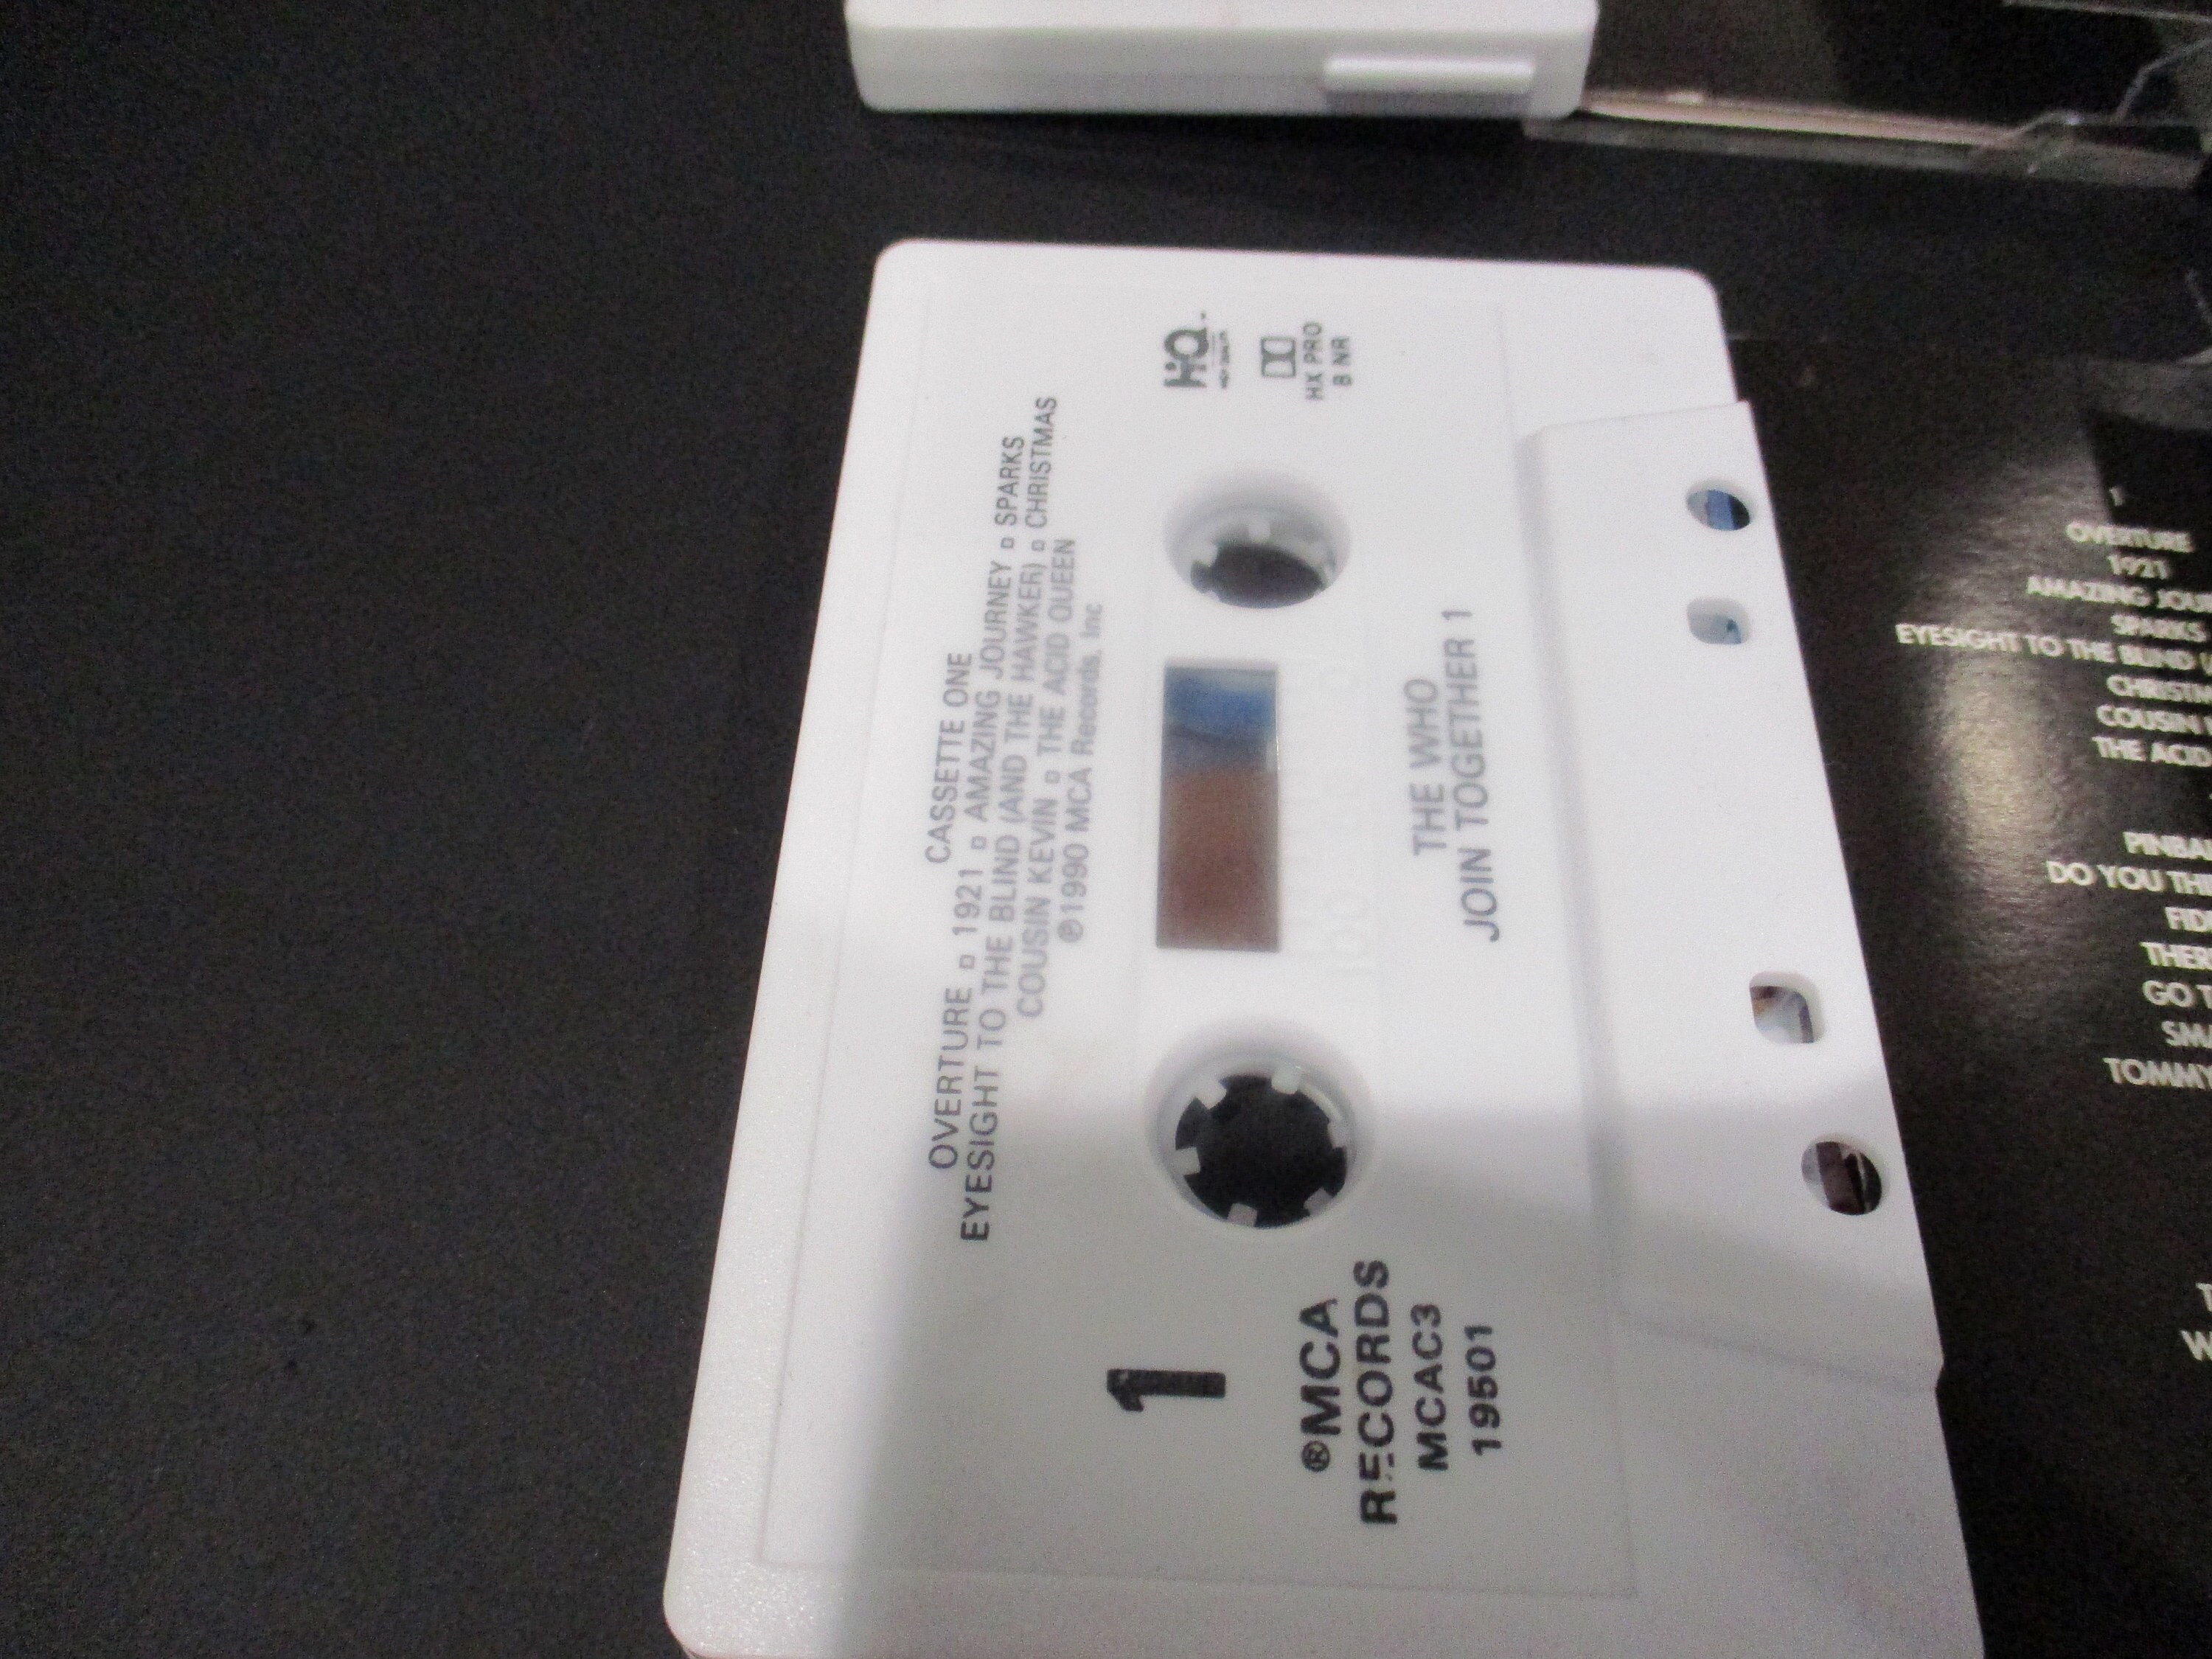 CASSETTE ONE
OVERTURE ▫ 1921 ▫ AMAZING JOURNEY ▫ SPARKS
EYESIGHT TO THE BLIND (AND THE HAWKER) ▫ CHRISTMAS
COUSIN KEVIN ▫ THE ACID QUEEN
℗1990 MCA Records, Inc
1
HQ
HX PRO
B NR
®MCA
RECORDS
MCAC3
19501
THE WHO
JOIN TOGETHER 1
1
OVERTURE
1921
AMAZING JOU
SPARKS
EYESIGHT TO THE BLIND (
CHRISTM
COUSIN
THE ACID
PINBA
DO YOU TH
FID
THER
GO T
SMA
TOMMY
T
W